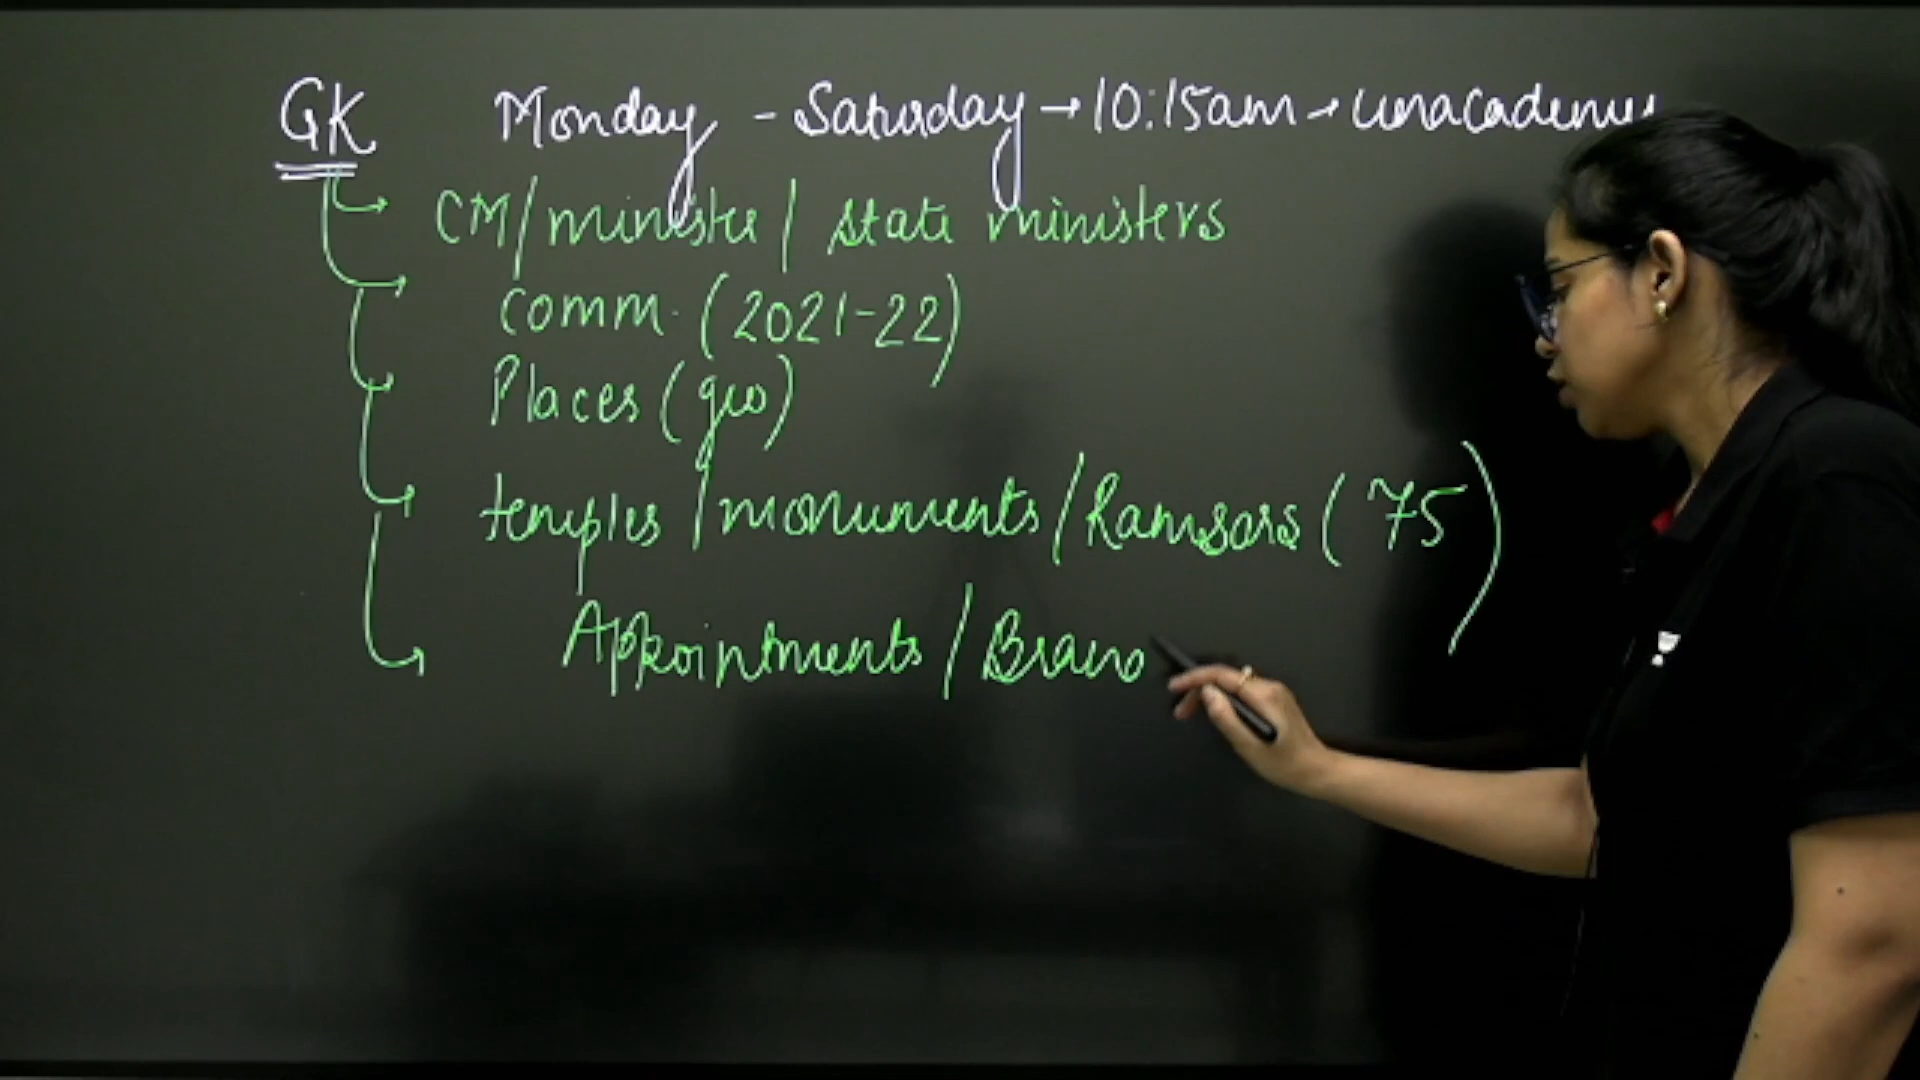 GK Monday - Saturday → 10:15am → unacademy
CM/minister/ state ministers
Comm. (2021-22)
Places (geo)
temples/monuments/Ramsars (75)
Appointments/